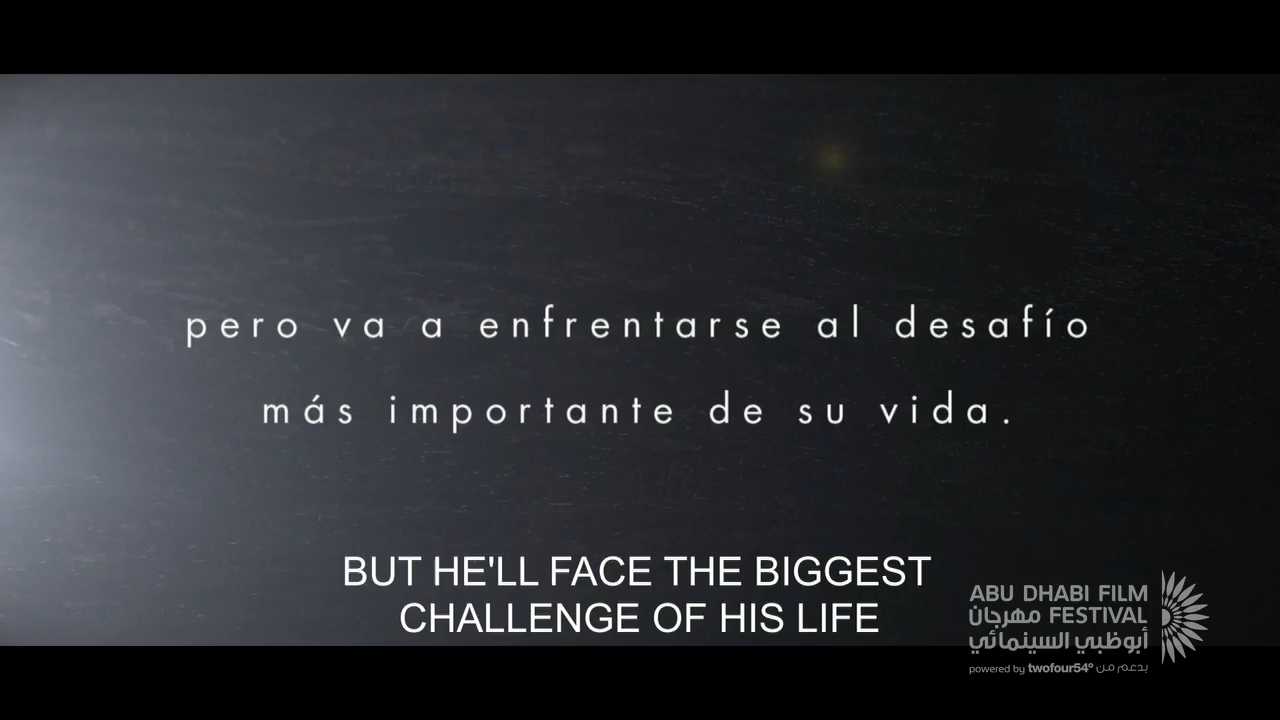 pero va a enfrentarse al desafío
más importante de su vida.
BUT HE'LL FACE THE BIGGEST
CHALLENGE OF HIS LIFE
ABU DHABI FILM
مهرجان FESTIVAL
أبوظبي السينمائي
powered by twofour54° بدعم من